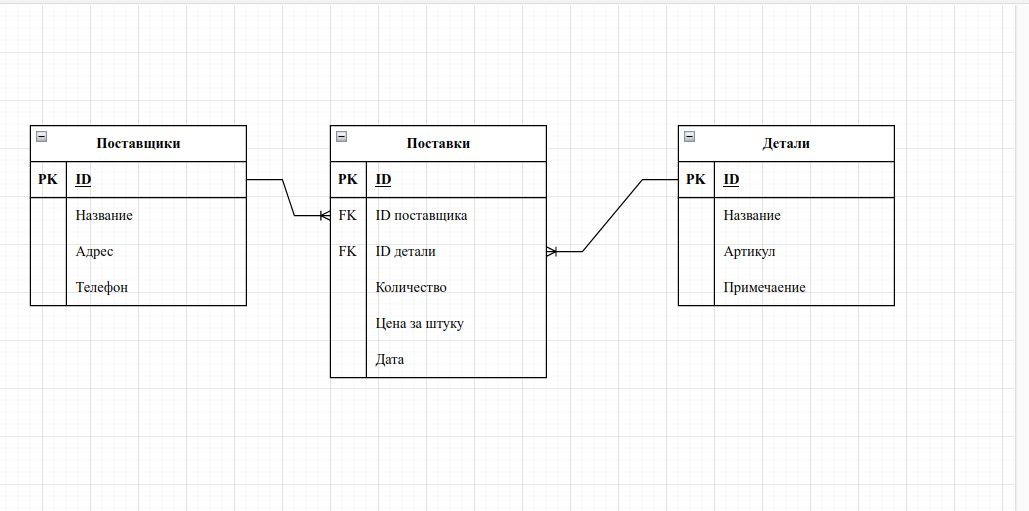 Поставщики
PK ID
Название
Адрес
Телефон
Поставки
PK ID
FK ID поставщика
FK ID детали
Количество
Цена за штуку
Дата
Детали
PK ID
Название
Артикул
Примечаение